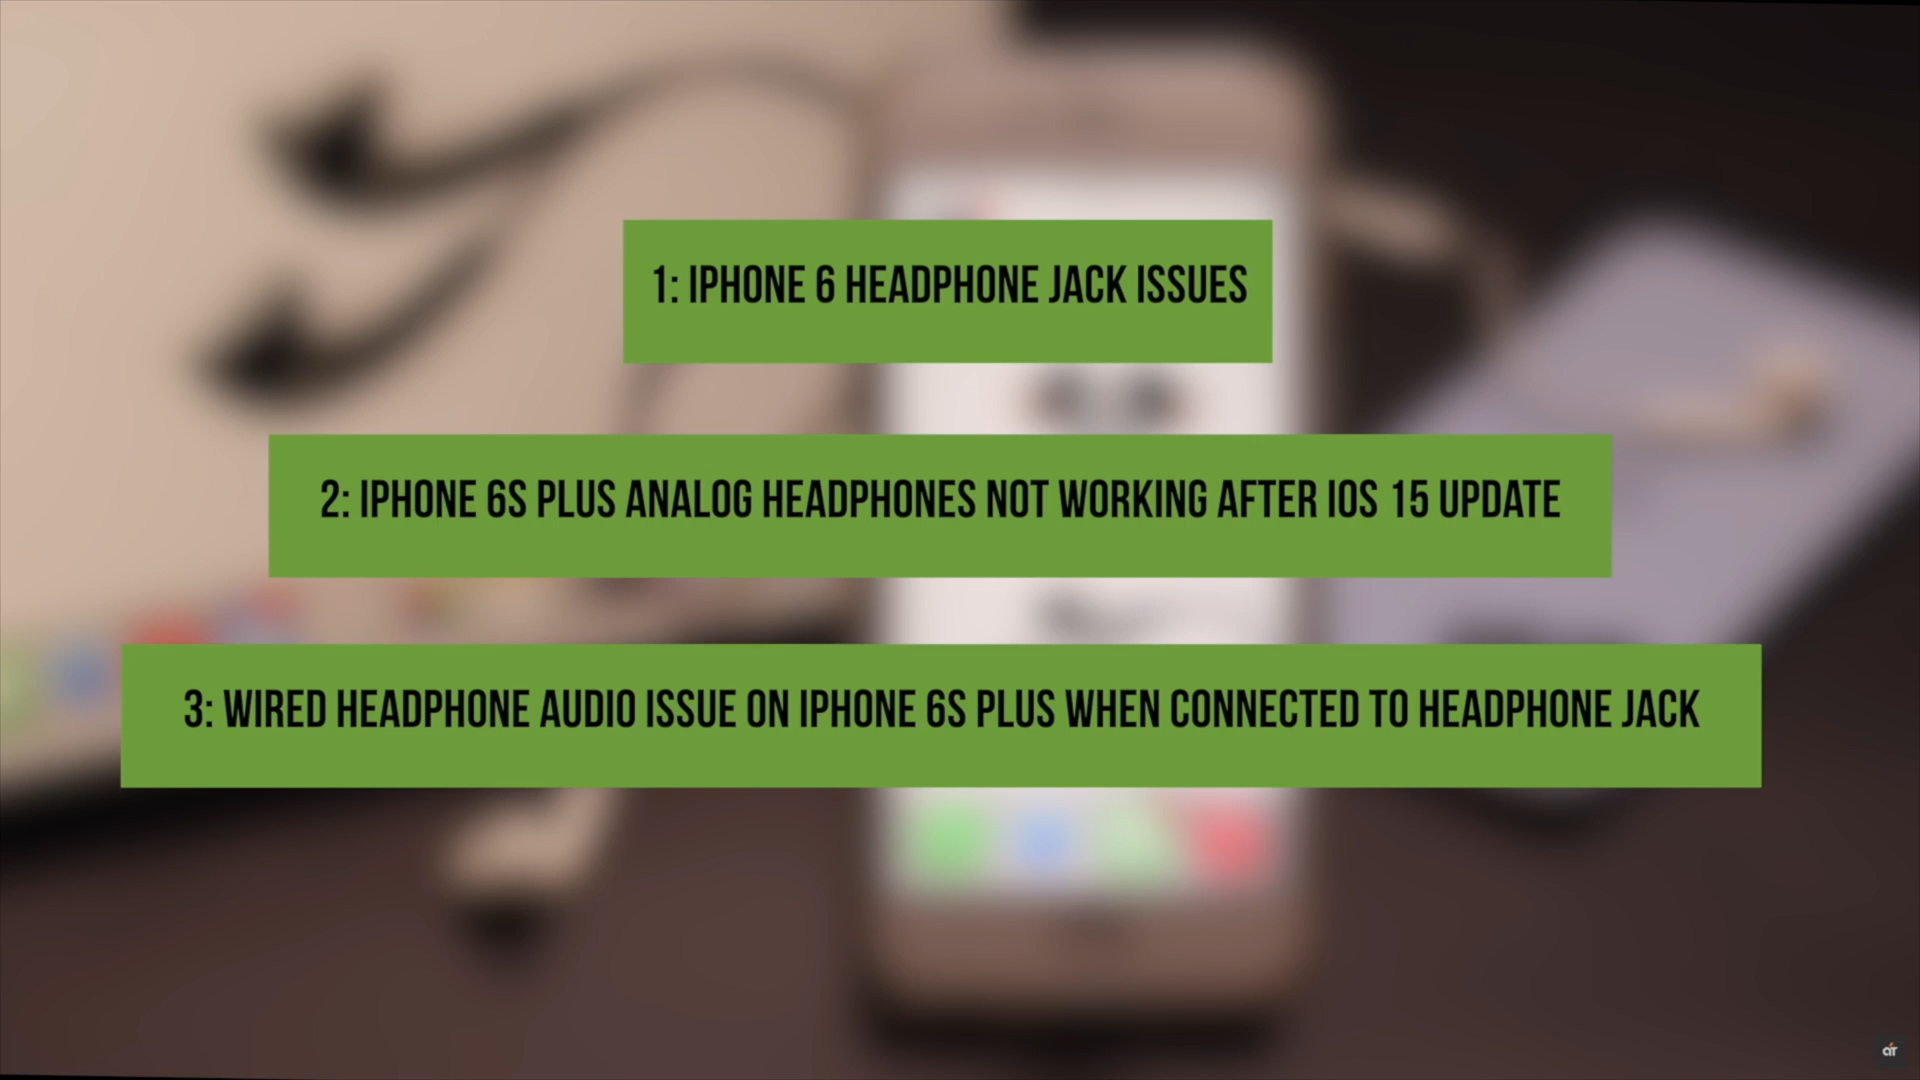 1: IPHONE 6 HEADPHONE JACK ISSUES
2: IPHONE 6S PLUS ANALOG HEADPHONES NOT WORKING AFTER IOS 15 UPDATE
3: WIRED HEADPHONE AUDIO ISSUE ON IPHONE 6S PLUS WHEN CONNECTED TO HEADPHONE JACK